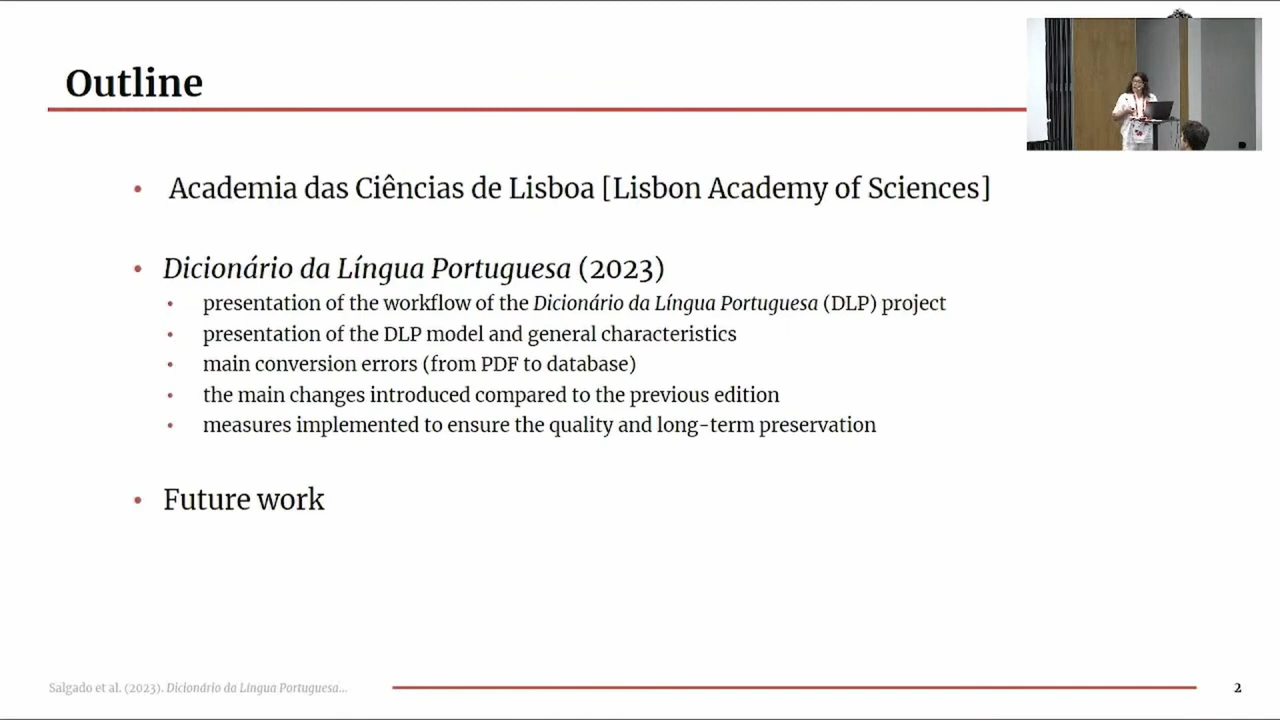 Outline
• Academia das Ciências de Lisboa [Lisbon Academy of Sciences]
• Dicionário da Língua Portuguesa (2023)
• presentation of the workflow of the Dicionário da Língua Portuguesa (DLP) project
• presentation of the DLP model and general characteristics
• main conversion errors (from PDF to database)
• the main changes introduced compared to the previous edition
• measures implemented to ensure the quality and long-term preservation
• Future work
Salgado et al. (2023). Dicionário da Língua Portuguesa...
2